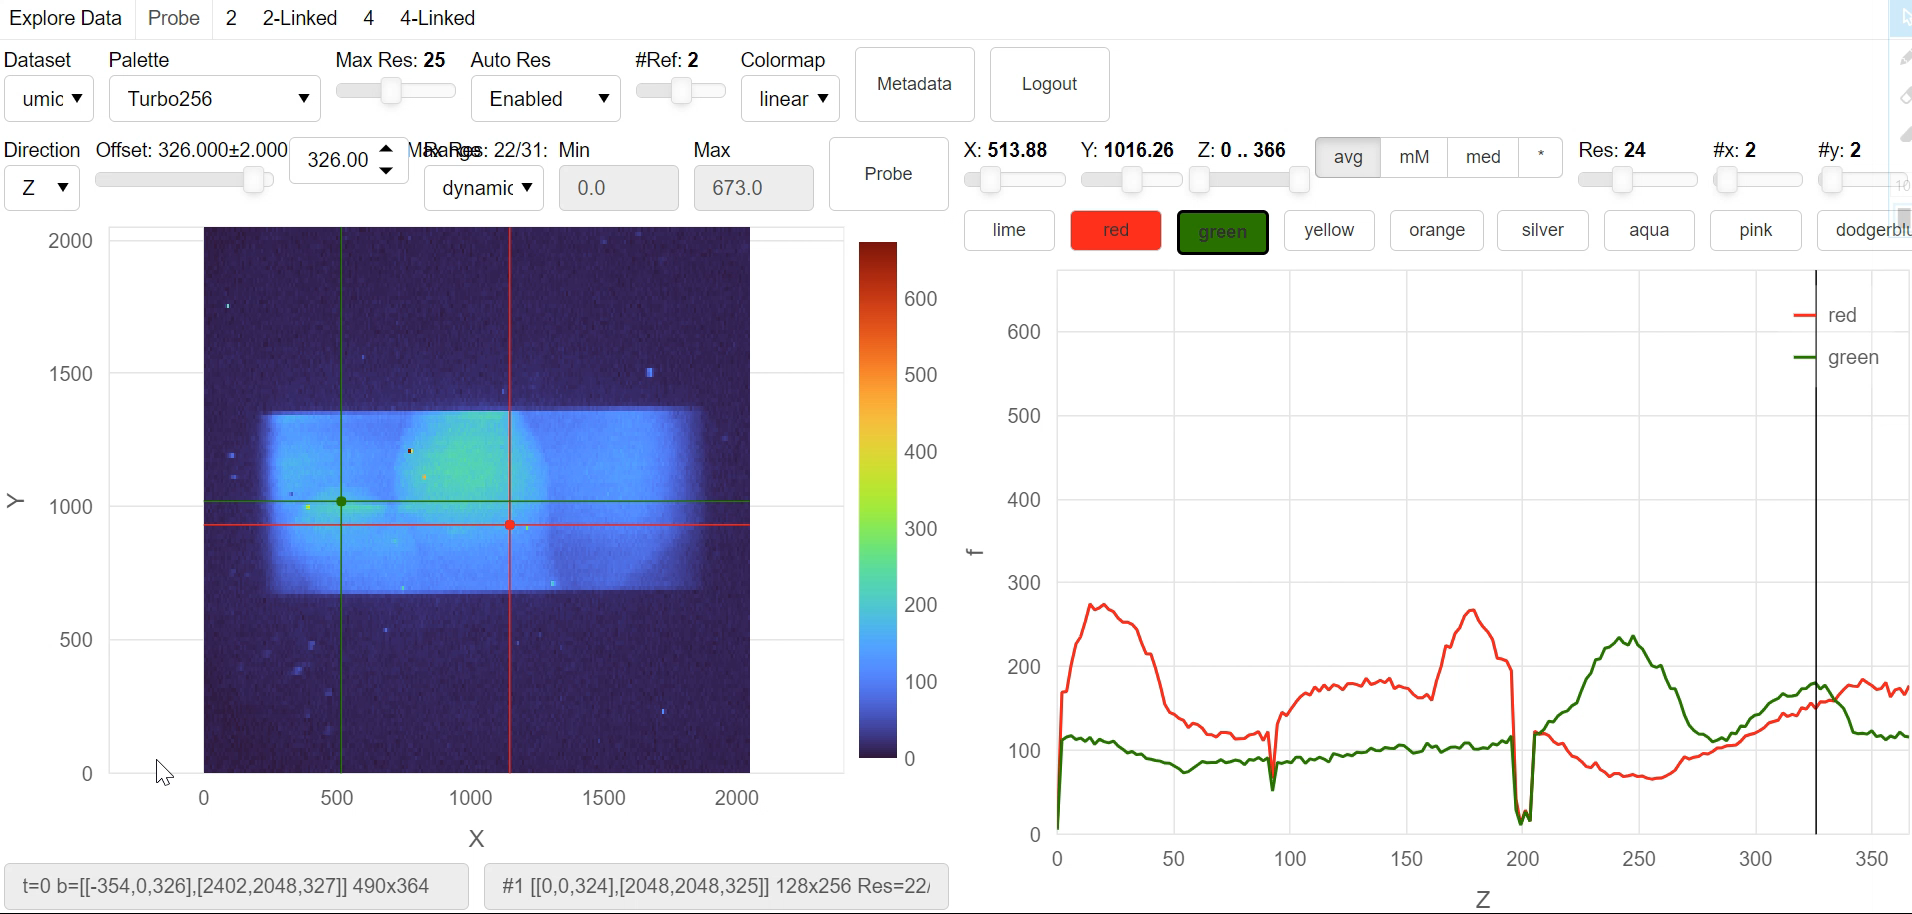 Explore Data Probe 2 2-Linked 4 4-Linked
Dataset Palette Max Res: 25 Auto Res #Ref: 2 Colormap
umic Turbo256 Enabled linear Metadata Logout
Direction Offset: 326.000±2.000 326.00 Range Min Max
Z dynamic 0.0 673.0 Probe
X: 513.88 Y: 1016.26 Z: 0 .. 366 avg mM med * Res: 24 #x: 2 #y: 2
10
lime red green yellow orange silver aqua pink dodgerblu
2000
1500
1000
500
0
Y
0 500 1000 1500 2000
X
600
500
400
300
200
100
0
red
green
600
500
400
300
200
100
0
f
0 50 100 150 200 250 300 350
Z
t=0 b=[[-354,0,326],[2402,2048,327]] 490x364
#1 [[0,0,324],[2048,2048,325]] 128x256 Res=22/